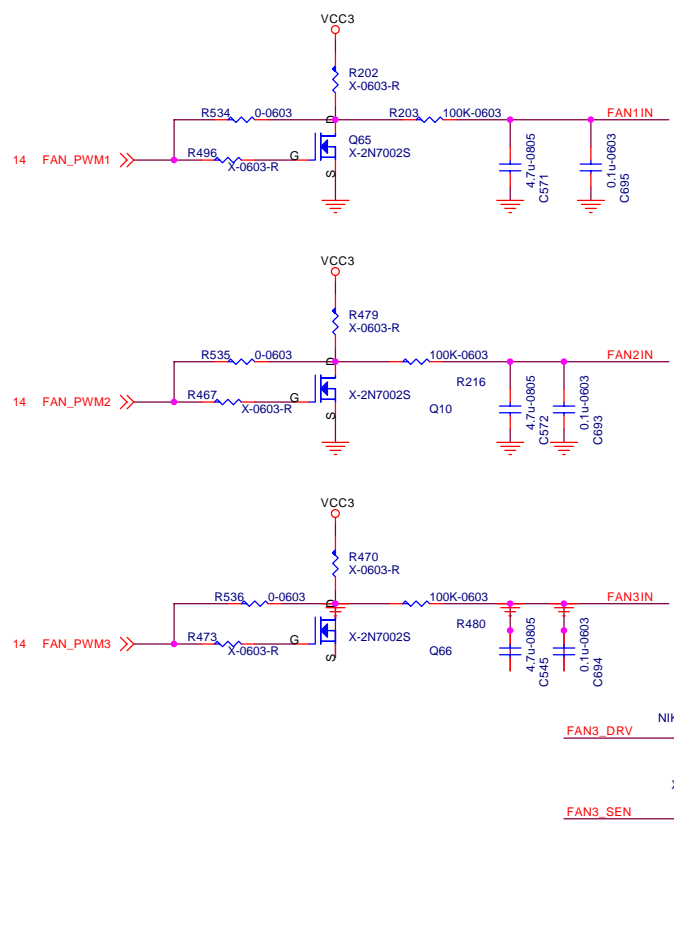 VCC3
R202
X-0603-R
R534 0-0603
D
R203 100K-0603
FAN1IN
14 FAN_PWM1
R496
X-0603-R
G
S
Q65
X-2N7002S
4.7u-0805
C571
0.1u-0603
C695
VCC3
R479
X-0603-R
R535 0-0603
D
100K-0603
R216
FAN2IN
14 FAN_PWM2
R467
X-0603-R
G
S
X-2N7002S
Q10
4.7u-0805
C572
0.1u-0603
C693
VCC3
R470
X-0603-R
R536 0-0603
D
100K-0603
R480
FAN3IN
14 FAN_PWM3
R473
X-0603-R
G
S
X-2N7002S
Q66
4.7u-0805
C545
0.1u-0603
C694
FAN3_DRV
FAN3_SEN